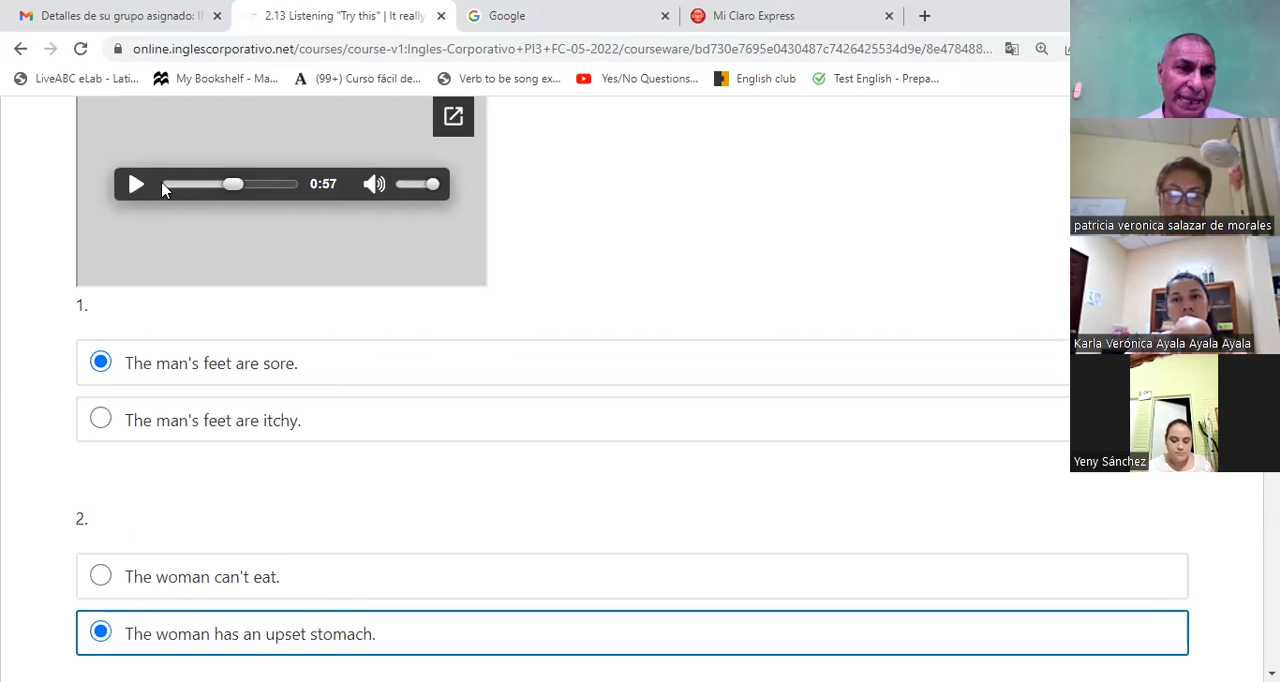 Detalles de su grupo asignado: II
2.13 Listening "Try this" | It really
Google
Mi Claro Express
online.inglescorporativo.net/courses/course-v1:Ingles-Corporativo+PI3+FC-05-2022/courseware/bd730e7695e0430487c7426425534d9e/8e478488...
LiveABC eLab - Lati...
My Bookshelf - Ma...
(99+) Curso fácil de...
Verb to be song ex...
Yes/No Questions...
English club
Test English - Prepa...
0:57
1.
The man's feet are sore.
The man's feet are itchy.
2.
The woman can't eat.
The woman has an upset stomach.
patricia veronica salazar de morales
Karla Verónica Ayala Ayala Ayala
Yeny Sánchez